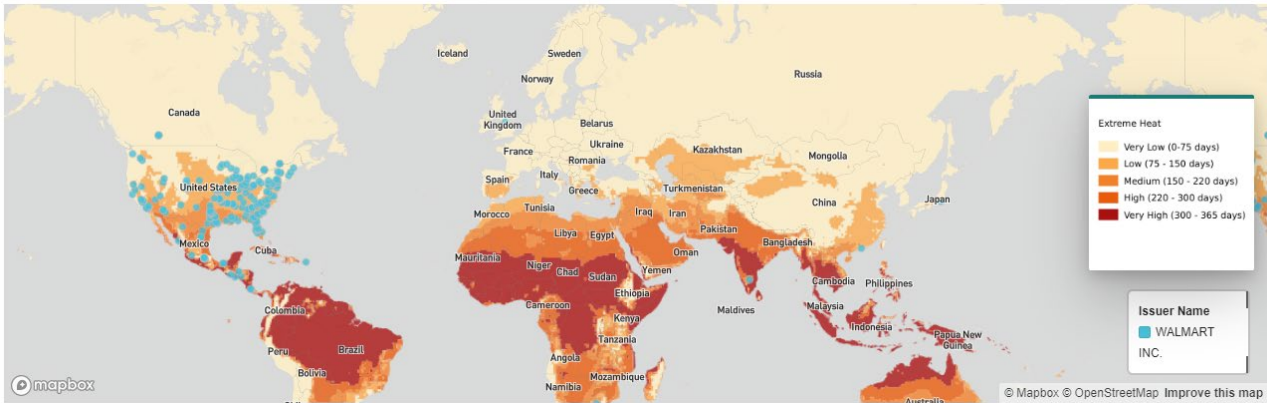 Iceland
Sweden
Norway
Russia
Canada
United Kingdom
Belarus
Ukraine
France
Romania
Kazakhstan
Mongolia
Italy
Spain
Greece
Turkmenistan
United States
China
Japan
Tunisia
Morocco
Iraq
Iran
Pakistan
Libya
Egypt
Bangladesh
Mexico
Cuba
Oman
Mauritania
Niger
Chad
Sudan
Yemen
Cambodia
Philippines
Ethiopia
Cameroon
Maldives
Malaysia
Colombia
Kenya
Indonesia
Papua New
Guinea
Tanzania
Peru
Brazil
Angola
Bolivia
Mozambique
Namibia
Australia
Extreme Heat
Very Low (0-75 days)
Low (75 - 150 days)
Medium (150 - 220 days)
High (220 - 300 days)
Very High (300 - 365 days)
Issuer Name
WALMART
INC.
mapbox
© Mapbox © OpenStreetMap Improve this map